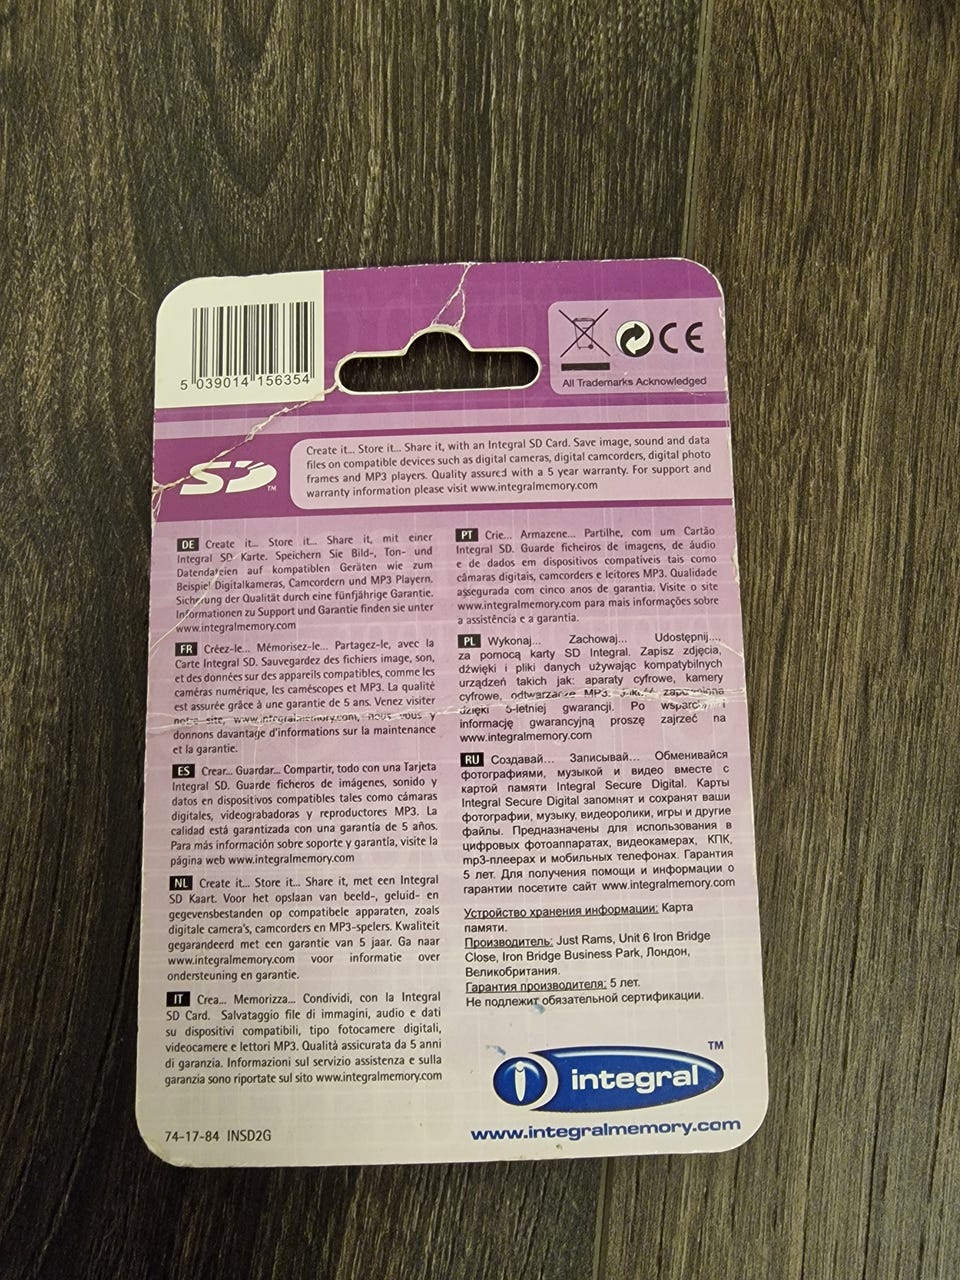 5 039014 156354
CE
All Trademarks Acknowledged
SD TM
Create it... Store it... Share it, with an Integral SD Card. Save image, sound and data
files on compatible devices such as digital cameras, digital camcorders, digital photo
frames and MP3 players. Quality assured with a 5 year warranty. For support and
warranty information please visit www.integralmemory.com
DE Create it... Store it... Share it, mit einer
Integral SD Karte. Speichern Sie Bild-, Ton- und
Datendateien auf kompatiblen Geräten wie zum
Beispiel Digitalkameras, Camcordern und MP3 Playern.
Sicherung der Qualität durch eine fünfjährige Garantie.
Informationen zu Support und Garantie finden sie unter
www.integralmemory.com
FR Créez-le... Mémorisez-le... Partagez-le, avec la
Carte Integral SD. Sauvegardez des fichiers image, son,
et des données sur des appareils compatibles, comme les
caméras numérique, les caméscopes et MP3. La qualité
est assurée grâce à une garantie de 5 ans. Venez visiter
notre site, www.integralmemory.com, nous vous y
donnons davantage d'informations sur la maintenance
et la garantie.
ES Crear... Guardar... Compartir, todo con una Tarjeta
Integral SD. Guarde ficheros de imágenes, sonido y
datos en dispositivos compatibles tales como cámaras
digitales, videograbadoras y reproductores MP3. La
calidad está garantizada con una garantía de 5 años.
Para más información sobre soporte y garantía, visite la
página web www.integralmemory.com
NL Create it... Store it... Share it, met een Integral
SD Kaart. Voor het opslaan van beeld-, geluid- en
gegevensbestanden op compatibele apparaten, zoals
digitale camera's, camcorders en MP3-spelers. Kwaliteit
gegarandeerd met een garantie van 5 jaar. Ga naar
www.integralmemory.com voor informatie over
ondersteuning en garantie.
IT Crea... Memorizza... Condividi, con la Integral
SD Card. Salvataggio file di immagini, audio e dati
su dispositivi compatibili, tipo fotocamere digitali,
videocamere e lettori MP3. Qualità assicurata da 5 anni
di garanzia. Informazioni sul servizio assistenza e sulla
garanzia sono riportate sul sito www.integralmemory.com
74-17-84 INSD2G
PT Crie... Armazene... Partilhe, com um Cartão
Integral SD. Guarde ficheiros de imagens, de áudio
e de dados em dispositivos compatíveis tais como
câmaras digitais, camcorders e leitores MP3. Qualidade
assegurada com cinco anos de garantia. Visite o site
www.integralmemory.com para mais informações sobre
a assistência e a garantia.
PL Wykonaj... Zachowaj... Udostępnij...,
za pomocą karty SD Integral. Zapisz zdjęcia,
dźwięki i pliki danych używając kompatybilnych
urządzeń takich jak: aparaty cyfrowe, kamery
cyfrowe, odtwarzacze MP3. Jakość zapewniona
dzięki 5-letniej gwarancji. Po wsparcie i
informację gwarancyjną proszę zajrzeć na
www.integralmemory.com
RU Создавай... Записывай... Обменивайся
фотографиями, музыкой и видео вместе с
картой памяти Integral Secure Digital. Карты
Integral Secure Digital запомнят и сохранят ваши
фотографии, музыку, видеоролики, игры и другие
файлы. Предназначены для использования в
цифровых фотоаппаратах, видеокамерах, КПК,
mp3-плеерах и мобильных телефонах. Гарантия
5 лет. Для получения помощи и информации о
гарантии посетите сайт www.integralmemory.com
Устройство хранения информации: Карта
памяти.
Производитель: Just Rams, Unit 6 Iron Bridge
Close, Iron Bridge Business Park, Лондон,
Великобритания.
Гарантия производителя: 5 лет.
Не подлежит обязательной сертификации.
integral TM
www.integralmemory.com